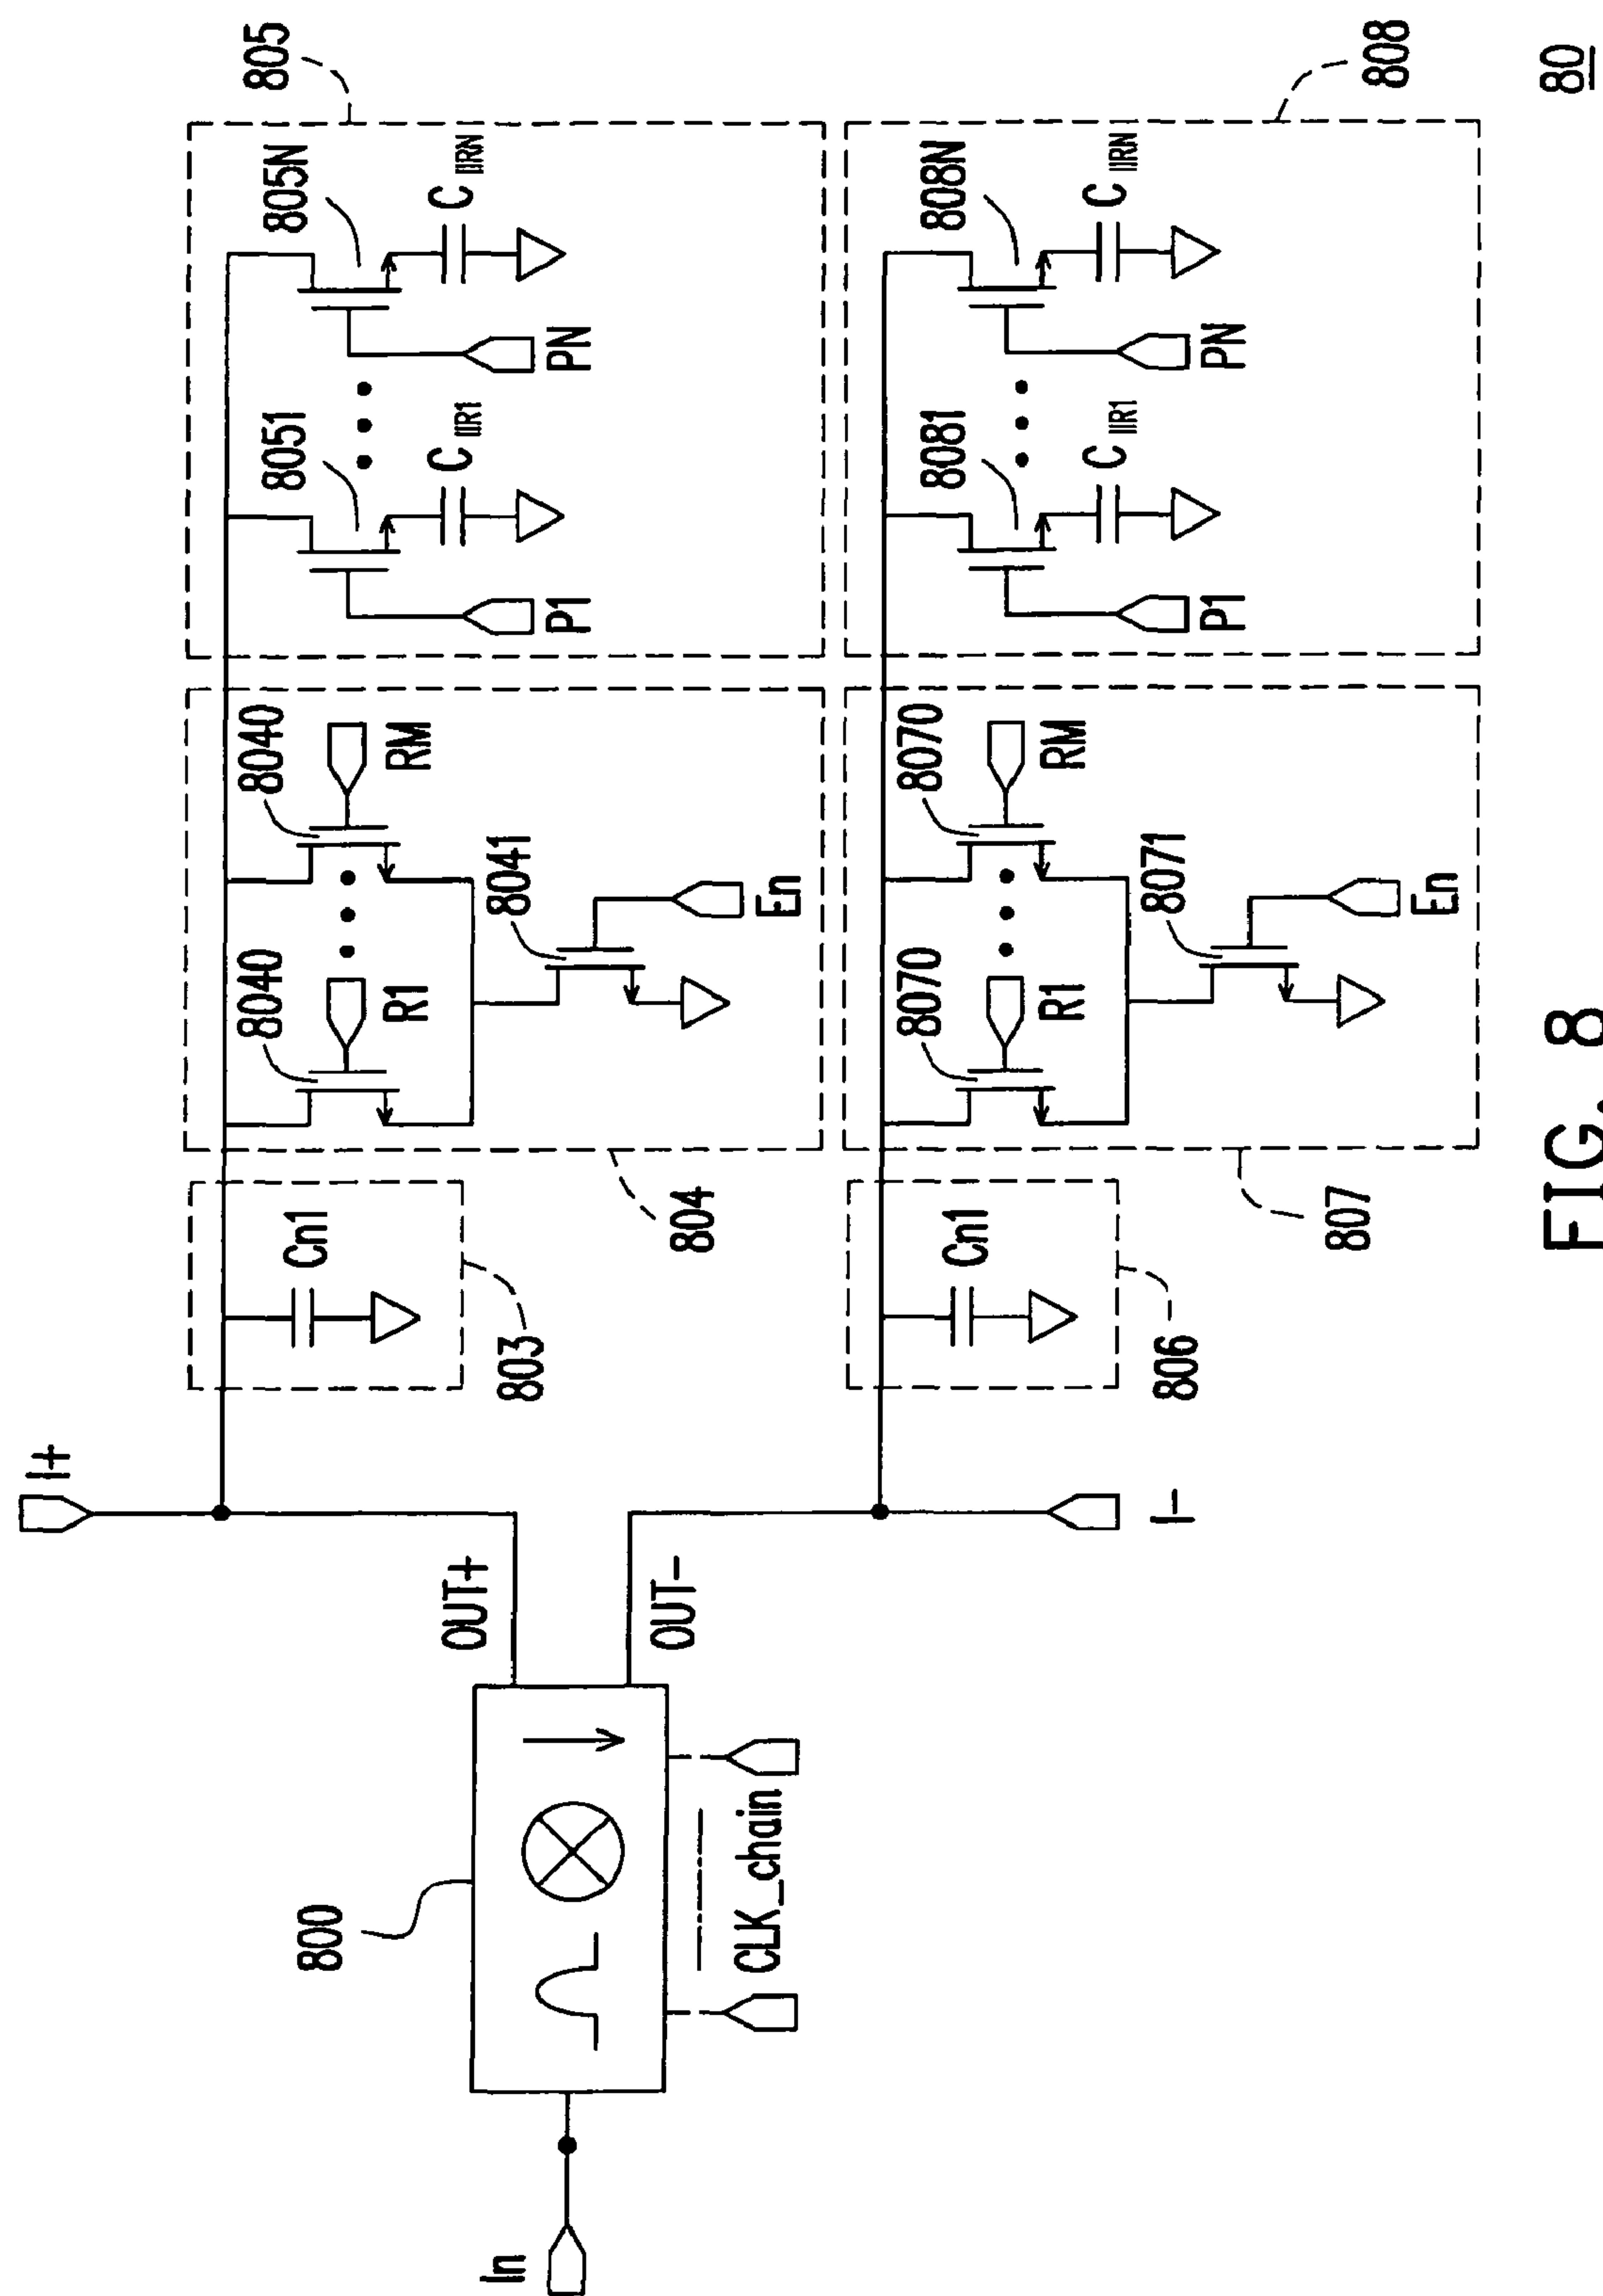 In
800
CLK_chain
OUT+
OUT-
I+
I-
803
Cn1
804
8040
R1
8040
RM
8041
En
805
8051
P1
C IIR1
805N
PN
C IIRN
806
Cn1
807
8070
R1
8070
RM
8071
En
808
8081
P1
C IIR1
808N
PN
C IIRN
80
FIG. 8